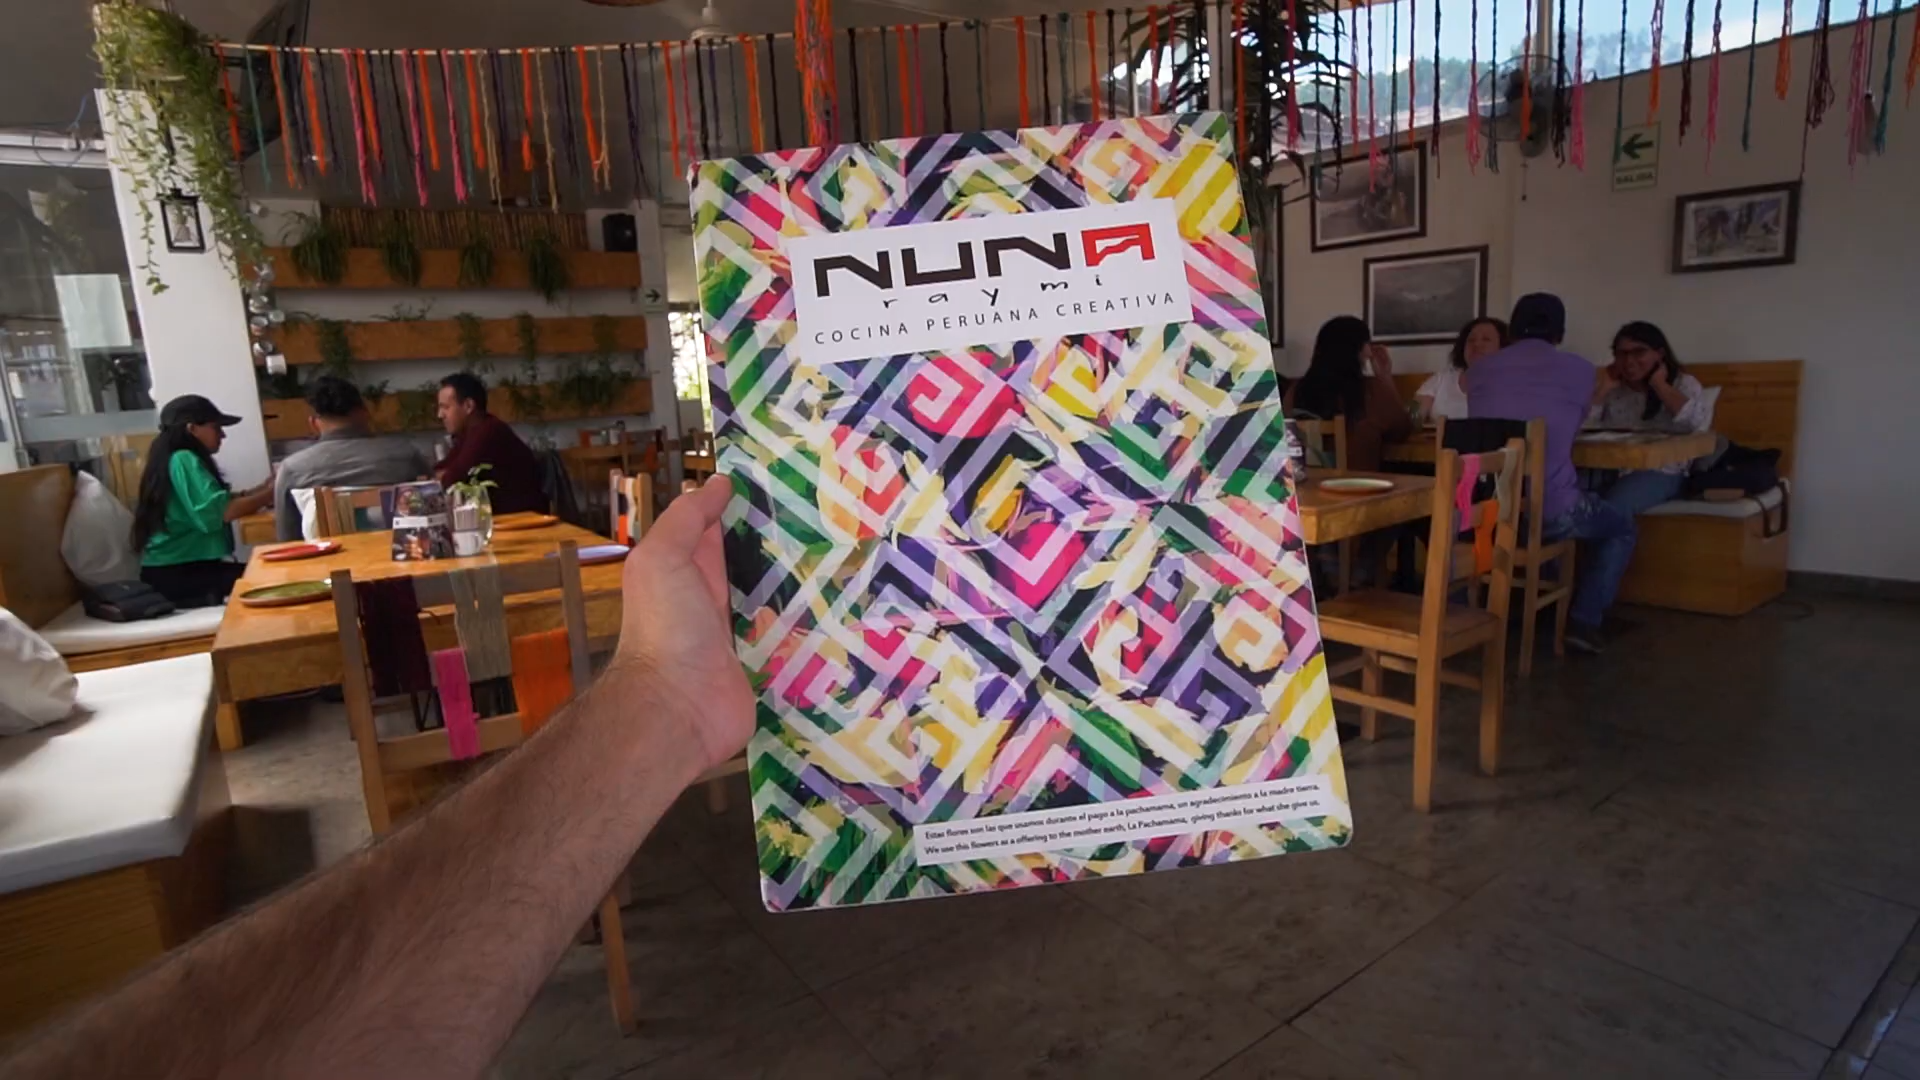 SALIDA
NUNA
raymi
COCINA PERUANA CREATIVA
Estas flores son las que usamos durante el pago a la pachamama, un agradecimiento a la madre tierra.
We use this flowers as a offering to the mother earth, La Pachamama, giving thanks for what she give us.